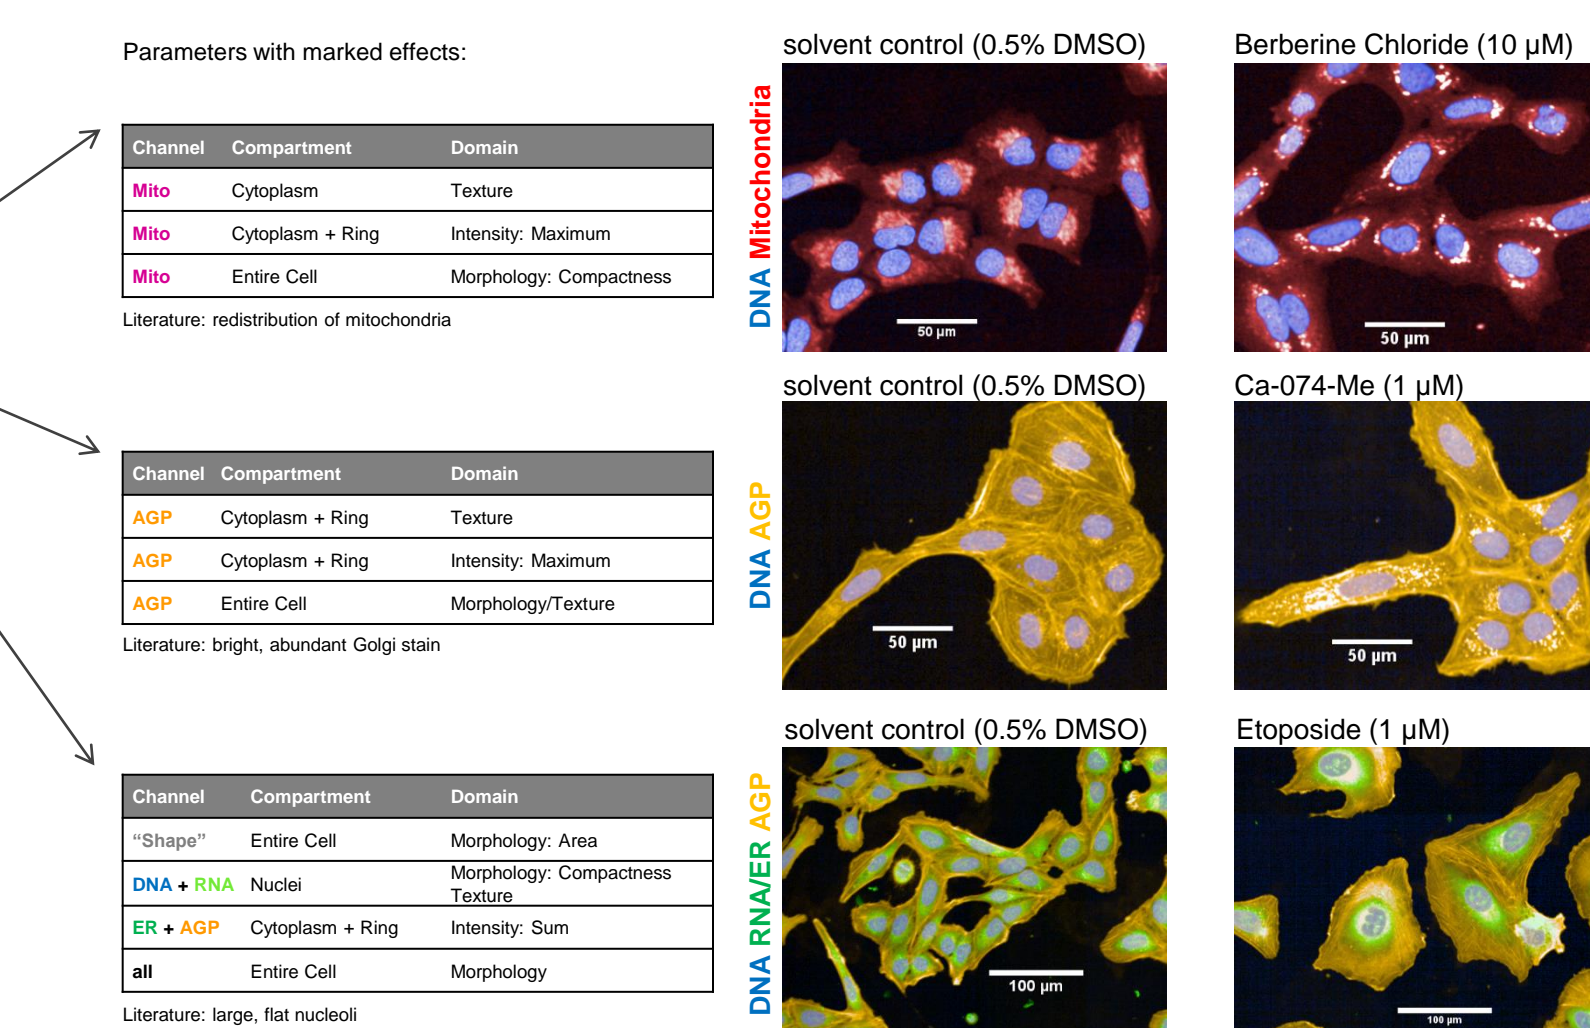 Parameters with marked effects:
Channel Compartment Domain
Mito Cytoplasm Texture
Mito Cytoplasm + Ring Intensity: Maximum
Mito Entire Cell Morphology: Compactness
Literature: redistribution of mitochondria
DNA Mitochondria
solvent control (0.5% DMSO)
50 µm
Berberine Chloride (10 µM)
50 µm
Channel Compartment Domain
AGP Cytoplasm + Ring Texture
AGP Cytoplasm + Ring Intensity: Maximum
AGP Entire Cell Morphology/Texture
Literature: bright, abundant Golgi stain
DNA AGP
solvent control (0.5% DMSO)
50 µm
Ca-074-Me (1 µM)
50 µm
Channel Compartment Domain
“Shape” Entire Cell Morphology: Area
DNA + RNA Nuclei Morphology: Compactness
Texture
ER + AGP Cytoplasm + Ring Intensity: Sum
all Entire Cell Morphology
Literature: large, flat nucleoli
DNA RNA/ER AGP
solvent control (0.5% DMSO)
100 µm
Etoposide (1 µM)
100 µm